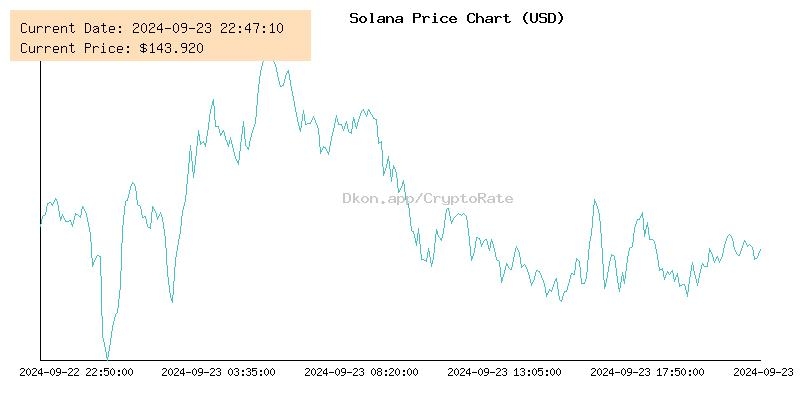 Solana Price Chart (USD)
Current Date: 2024-09-23 22:47:10
Current Price: $143.920
Dkon.app/CryptoRate
2024-09-22 22:50:00 2024-09-23 03:35:00 2024-09-23 08:20:00 2024-09-23 13:05:00 2024-09-23 17:50:00 2024-09-23